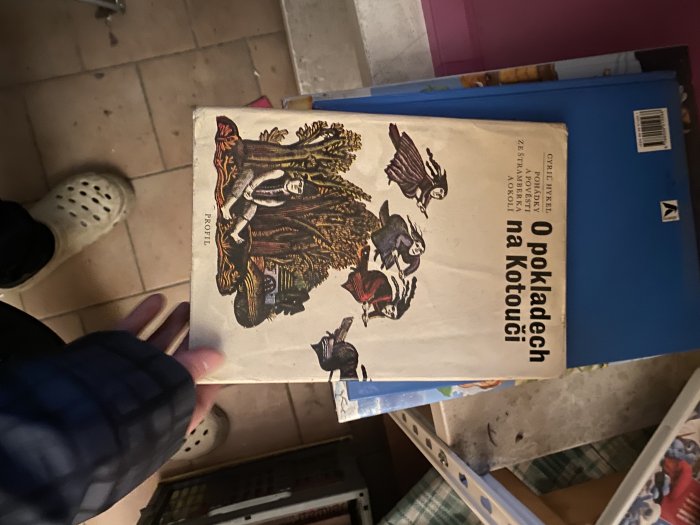 CYRIL HYKEL
POHÁDKY
A POVĚSTI
ZE ŠTRAMBERKA
A OKOLÍ
O pokladech
na Kotouči
PROFIL